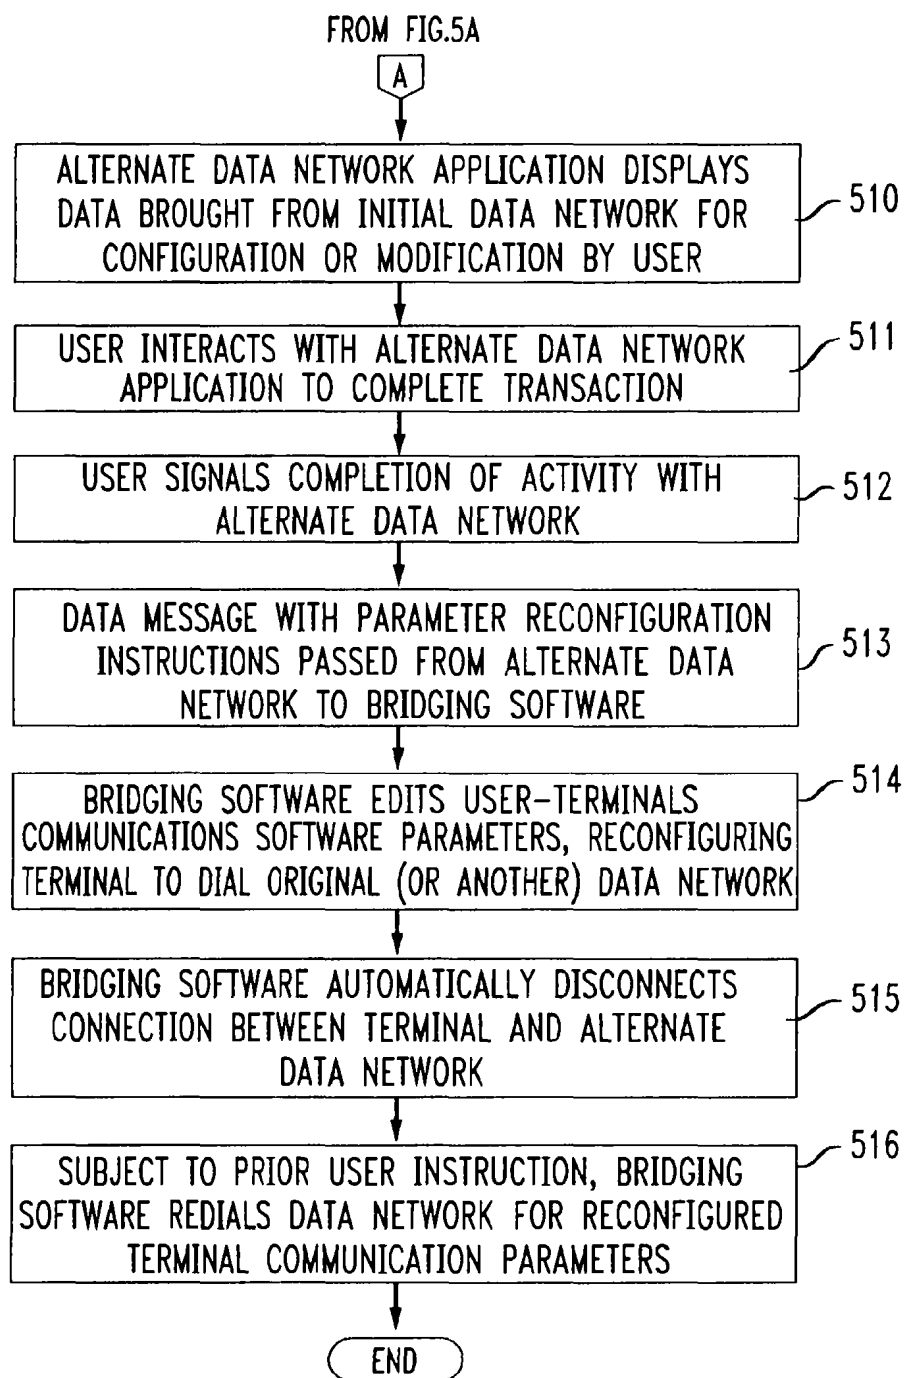 FROM FIG.5A
A
ALTERNATE DATA NETWORK APPLICATION DISPLAYS
DATA BROUGHT FROM INITIAL DATA NETWORK FOR
CONFIGURATION OR MODIFICATION BY USER
510
USER INTERACTS WITH ALTERNATE DATA NETWORK
APPLICATION TO COMPLETE TRANSACTION
511
USER SIGNALS COMPLETION OF ACTIVITY WITH
ALTERNATE DATA NETWORK
512
DATA MESSAGE WITH PARAMETER RECONFIGURATION
INSTRUCTIONS PASSED FROM ALTERNATE DATA
NETWORK TO BRIDGING SOFTWARE
513
BRIDGING SOFTWARE EDITS USER-TERMINALS
COMMUNICATIONS SOFTWARE PARAMETERS, RECONFIGURING
TERMINAL TO DIAL ORIGINAL (OR ANOTHER) DATA NETWORK
514
BRIDGING SOFTWARE AUTOMATICALLY DISCONNECTS
CONNECTION BETWEEN TERMINAL AND ALTERNATE
DATA NETWORK
515
SUBJECT TO PRIOR USER INSTRUCTION, BRIDGING
SOFTWARE REDIALS DATA NETWORK FOR RECONFIGURED
TERMINAL COMMUNICATION PARAMETERS
516
END